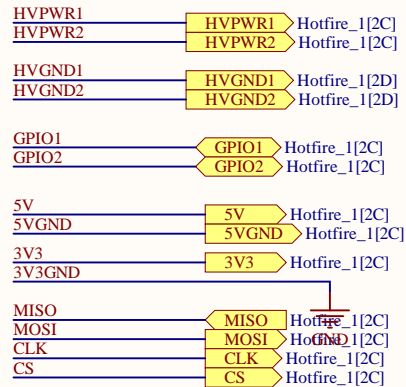 HVPWR1 HVPWR1 Hotfire_1[2C]
HVPWR2 HVPWR2 Hotfire_1[2C]
HVGND1 HVGND1 Hotfire_1[2D]
HVGND2 HVGND2 Hotfire_1[2D]
GPIO1 GPIO1 Hotfire_1[2C]
GPIO2 GPIO2 Hotfire_1[2C]
5V 5V Hotfire_1[2C]
5VGND 5VGND Hotfire_1[2C]
3V3 3V3 Hotfire_1[2C]
3V3GND
MISO MISO Hotfire_1[2C]
MOSI MOSI Hotfire_1[2C]
GND
CLK CLK Hotfire_1[2C]
CS CS Hotfire_1[2C]